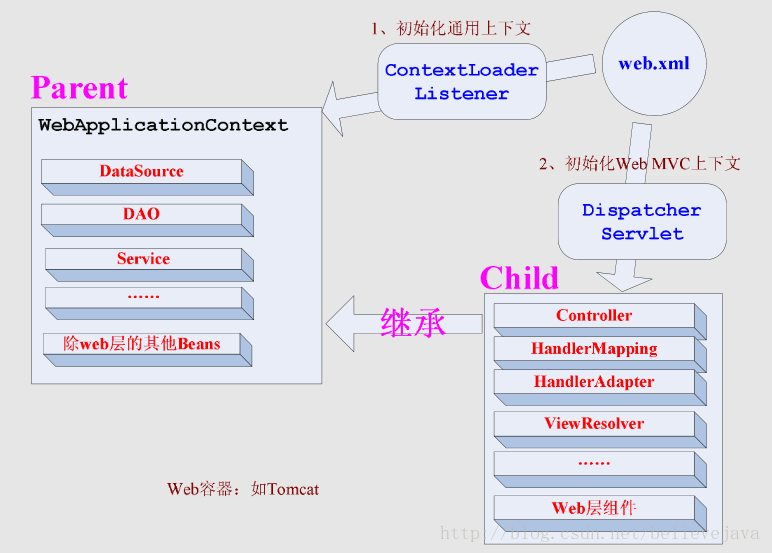 1、初始化通用上下文
ContextLoader
Listener
web.xml
Parent
WebApplicationContext
DataSource
DAO
Service
······
除web层的其他Beans
2、初始化Web MVC上下文
Dispatcher
Servlet
Child
继承
Controller
HandlerMapping
HandlerAdapter
ViewResolver
······
Web层组件
Web容器：如Tomcat
http://blog.csdn.net/believejava